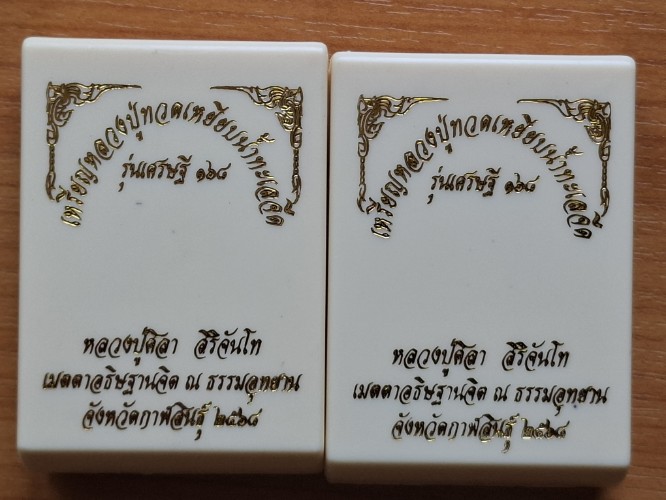 เหรียญหลวงปู่ทวดเหยียบน้ำทะเลจืด
รุ่นเศรษฐี ๑๖๘
หลวงปู่ศิลา สิริจันโท
เมตตาอธิษฐานจิต ณ ธรรมอุทยาน
จังหวัดกาฬสินธุ์ ๒๕๖๘
เหรียญหลวงปู่ทวดเหยียบน้ำทะเลจืด
รุ่นเศรษฐี ๑๖๘
หลวงปู่ศิลา สิริจันโท
เมตตาอธิษฐานจิต ณ ธรรมอุทยาน
จังหวัดกาฬสินธุ์ ๒๕๖๘